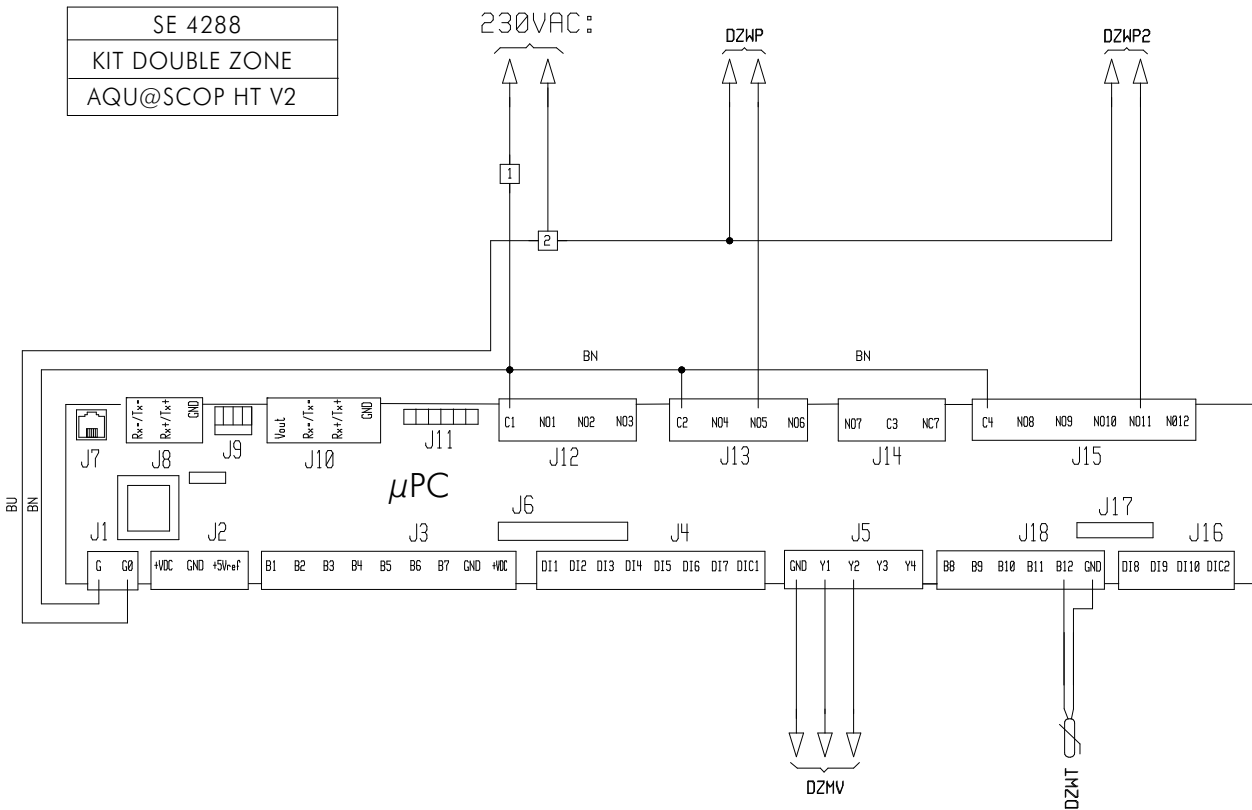 SE 4288
KIT DOUBLE ZONE
AQU@SCOP HT V2
230VAC:
DZWP
DZWP2
1
2
BN
BN
Rx-/Tx-
Rx+/Tx+
GND
Vout
Rx-/Tx-
Rx+/Tx+
GND
C1 NO1 NO2 NO3
C2 NO4 NO5 NO6
NO7 C3 NC7
C4 NO8 NO9 NO10 NO11 NO12
J7 J8 J9 J10 J11 J12 J13 J14 J15
µPC
BU
BN
J1 J2 J3 J6 J4 J5 J18 J17 J16
G G0
+VDC GND +5Vref
B1 B2 B3 B4 B5 B6 B7 GND +VDC
DI1 DI2 DI3 DI4 DI5 DI6 DI7 DIC1
GND Y1 Y2 Y3 Y4
B8 B9 B10 B11 B12 GND
DI8 DI9 DI10 DIC2
DZMV
DZWT